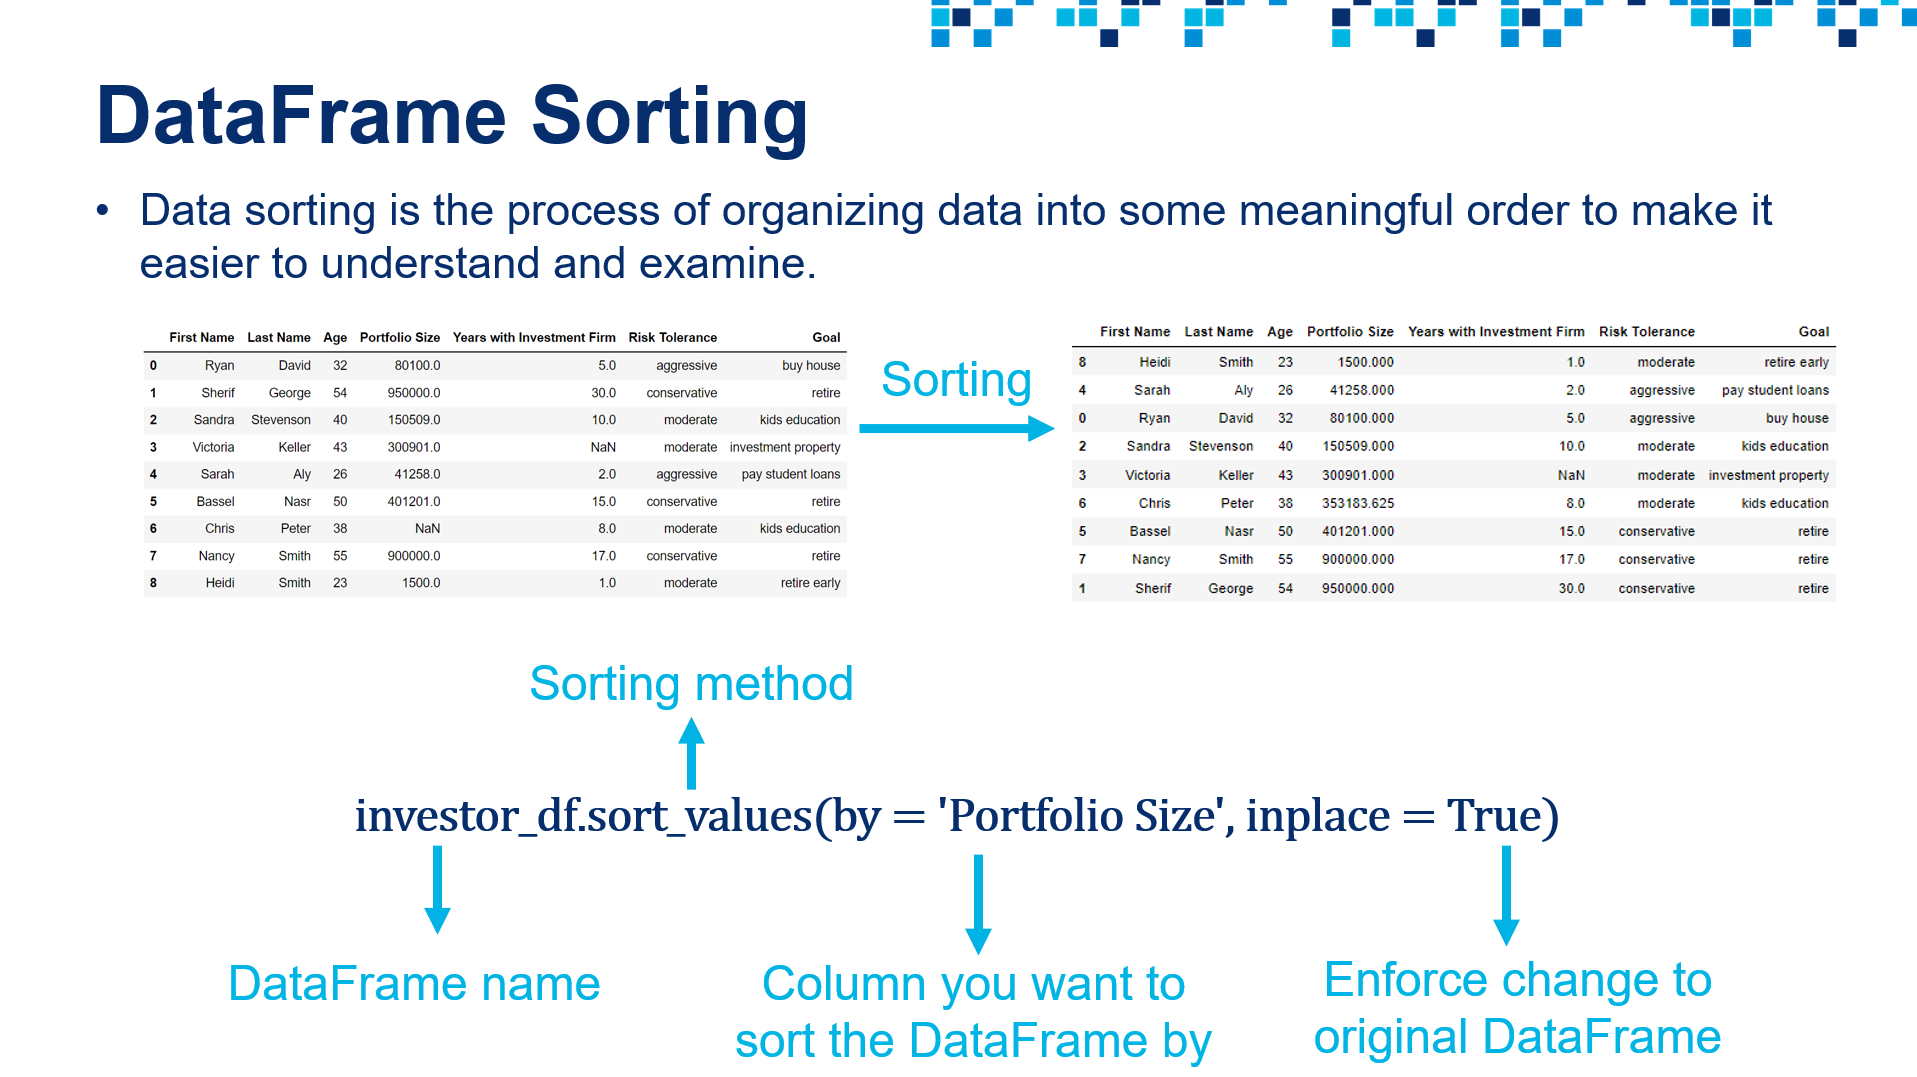 DataFrame Sorting
• Data sorting is the process of organizing data into some meaningful order to make it
easier to understand and examine.
First Name Last Name Age Portfolio Size Years with Investment Firm Risk Tolerance Goal
0 Ryan David 32 80100.0 5.0 aggressive buy house
1 Sherif George 54 950000.0 30.0 conservative retire
2 Sandra Stevenson 40 150509.0 10.0 moderate kids education
3 Victoria Keller 43 300901.0 NaN moderate investment property
4 Sarah Aly 26 41258.0 2.0 aggressive pay student loans
5 Bassel Nasr 50 401201.0 15.0 conservative retire
6 Chris Peter 38 NaN 8.0 moderate kids education
7 Nancy Smith 55 900000.0 17.0 conservative retire
8 Heidi Smith 23 1500.0 1.0 moderate retire early
Sorting
First Name Last Name Age Portfolio Size Years with Investment Firm Risk Tolerance Goal
8 Heidi Smith 23 1500.000 1.0 moderate retire early
4 Sarah Aly 26 41258.000 2.0 aggressive pay student loans
0 Ryan David 32 80100.000 5.0 aggressive buy house
2 Sandra Stevenson 40 150509.000 10.0 moderate kids education
3 Victoria Keller 43 300901.000 NaN moderate investment property
6 Chris Peter 38 353183.625 8.0 moderate kids education
5 Bassel Nasr 50 401201.000 15.0 conservative retire
7 Nancy Smith 55 900000.000 17.0 conservative retire
1 Sherif George 54 950000.000 30.0 conservative retire
Sorting method
investor_df.sort_values(by = 'Portfolio Size', inplace = True)
DataFrame name
Column you want to
sort the DataFrame by
Enforce change to
original DataFrame